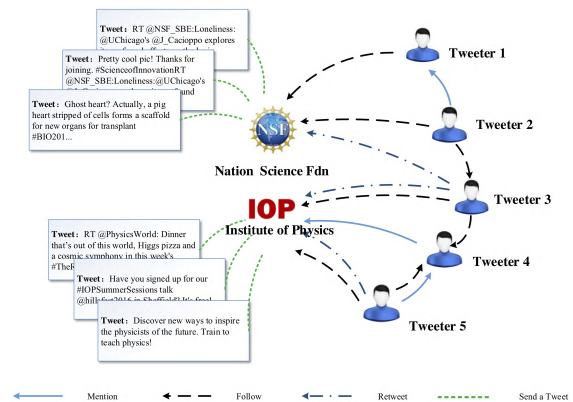 Tweet: RT @NSF_SBE:Loneliness:
@UChicago's @J_Cacioppo explores
Tweet: Pretty cool pic! Thanks for
joining. #ScienceofInnovationRT
@NSF_SBE:Loneliness:@UChicago's
Tweet: Ghost heart? Actually, a pig
heart stripped of cells forms a scaffold
for new organs for transplant
#BIO201...
NSF
Nation Science Fdn
Tweeter 1
Tweeter 2
Tweeter 3
IOP
Institute of Physics
Tweeter 4
Tweeter 5
Tweet: RT @PhysicsWorld: Dinner
that's out of this world, Higgs pizza and
a cosmic symphony in this week's
Tweet: Have you signed up for our
#IOPSummerSessions talk
Tweet: Discover new ways to inspire
the physicists of the future. Train to
teach physics!
Mention
Follow
Retweet
Send a Tweet